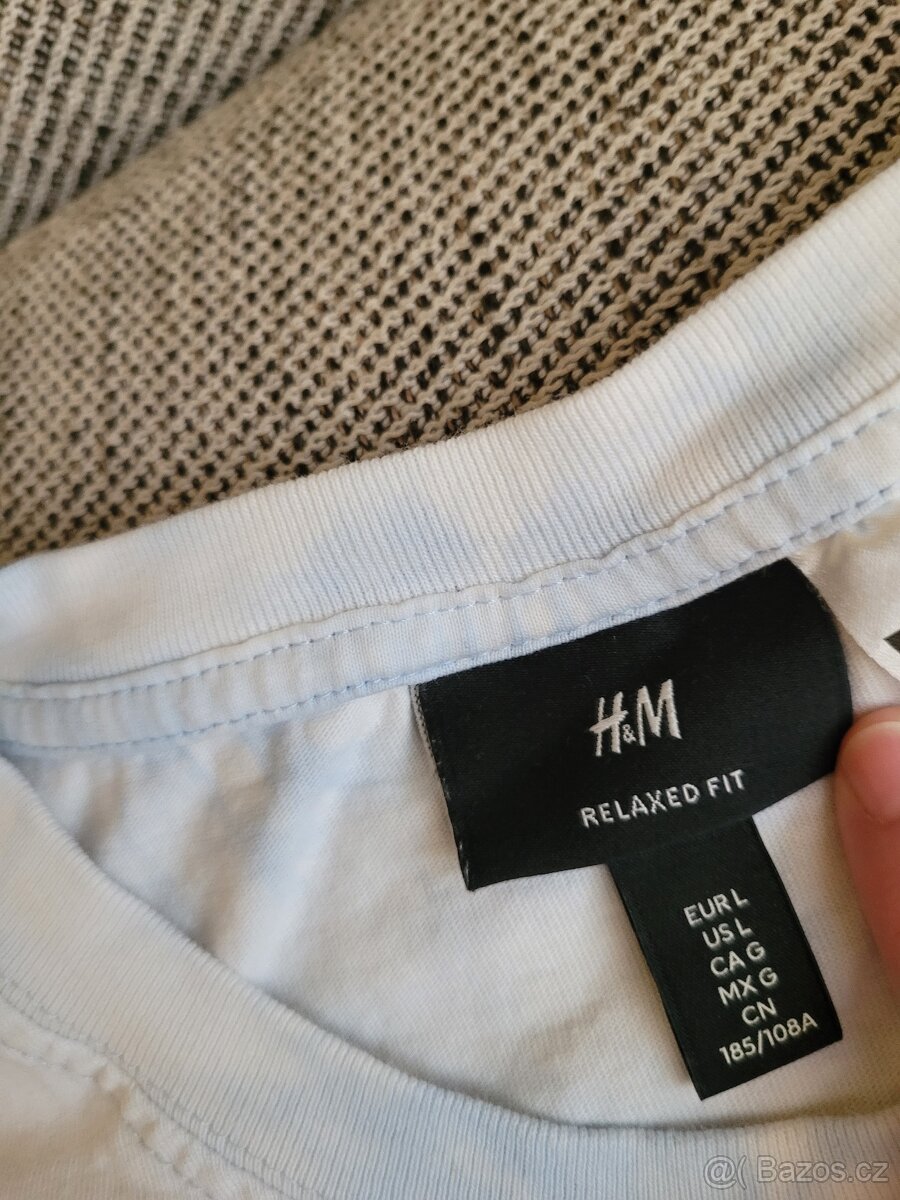 H&M
RELAXED FIT
EUR L
US L
CA G
MX G
CN
185/108A
@( Bazos.cz